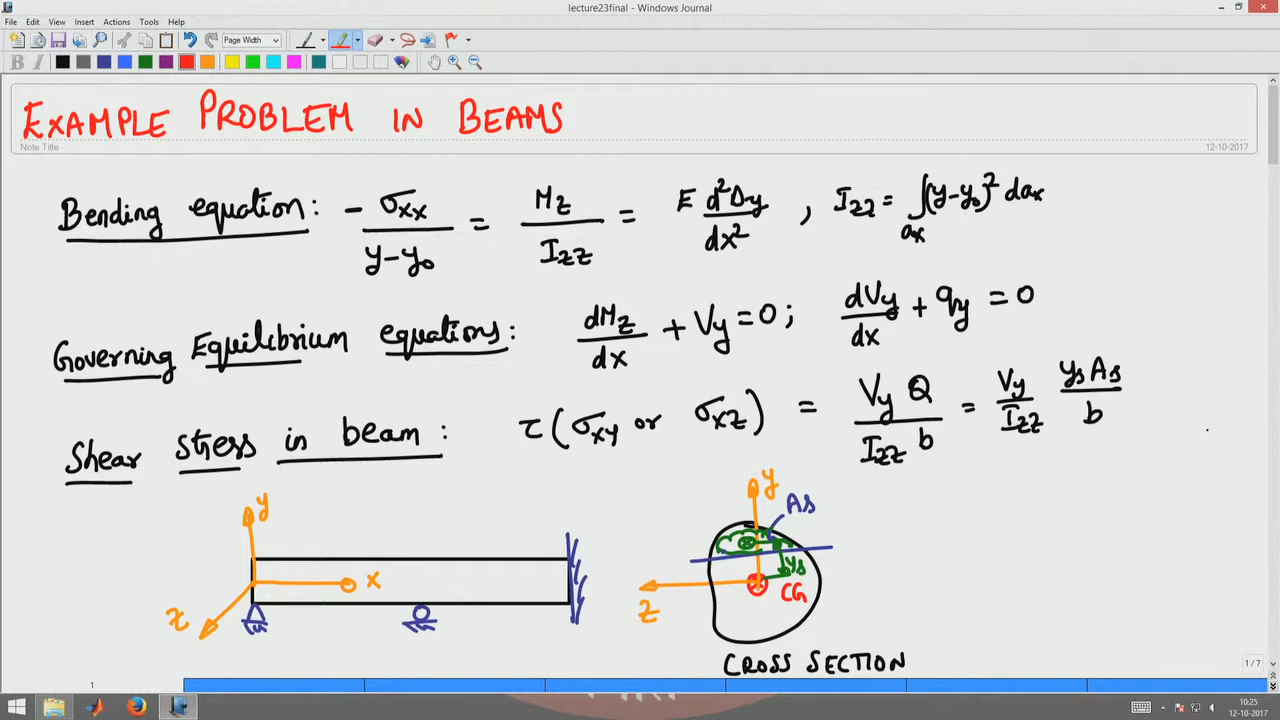 lecture23final - Windows Journal
File Edit View Insert Actions Tools Help
Page Width
B I
EXAMPLE PROBLEM IN BEAMS
Note Title 12-10-2017
Bending equation: - σxx / (y-y₀) = Mz / Izz = E d²Δy / dx² , Izz = ∫ax (y-y₀)² dax
Governing Equilibrium equations: dMz/dx + Vy = 0; dVy/dx + qy = 0
Shear stress in beam: τ(σxy or σxz) = Vy Q / (Izz b) = Vy/Izz ysAs/b
y
x
z
y
As
ys
z
CG
CROSS SECTION
1/7
1
10:25
12-10-2017